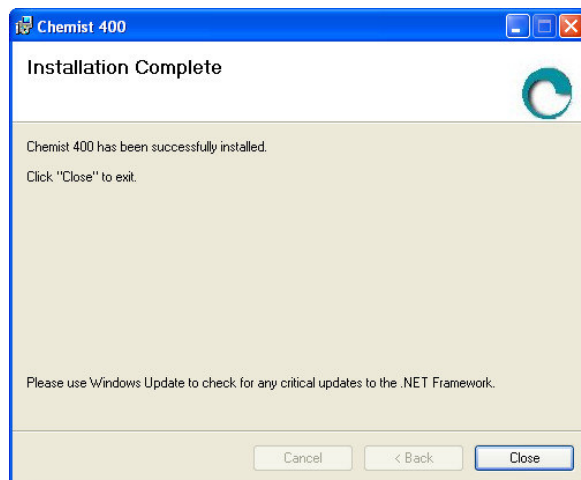 Chemist 400
Installation Complete
Chemist 400 has been successfully installed.
Click "Close" to exit.
Please use Windows Update to check for any critical updates to the .NET Framework.
Cancel
< Back
Close